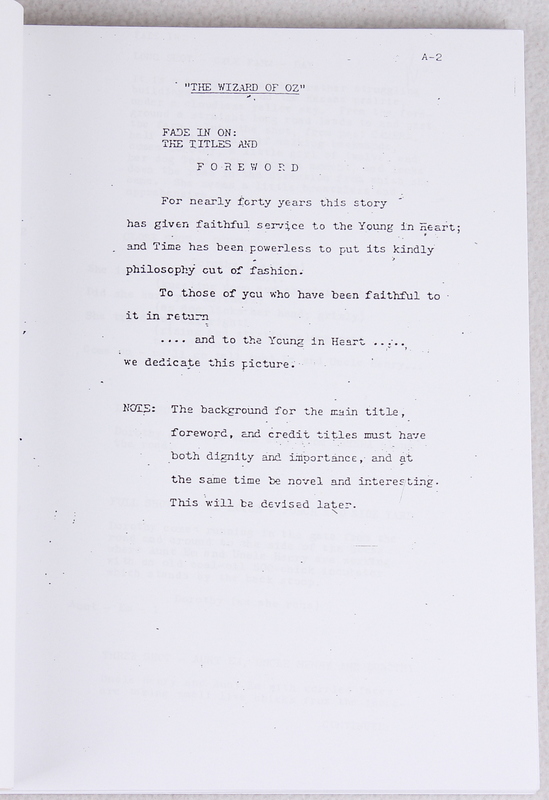 A-2
"THE WIZARD OF OZ"
FADE IN ON:
THE TITLES AND
F O R E W O R D
For nearly forty years this story
has given faithful service to the Young in Heart;
and Time has been powerless to put its kindly
philosophy out of fashion.
To those of you who have been faithful to
it in return
.... and to the Young in Heart .....,
we dedicate this picture.
NOTE: The background for the main title,
foreword, and credit titles must have
both dignity and importance, and at
the same time be novel and interesting.
This will be devised later.